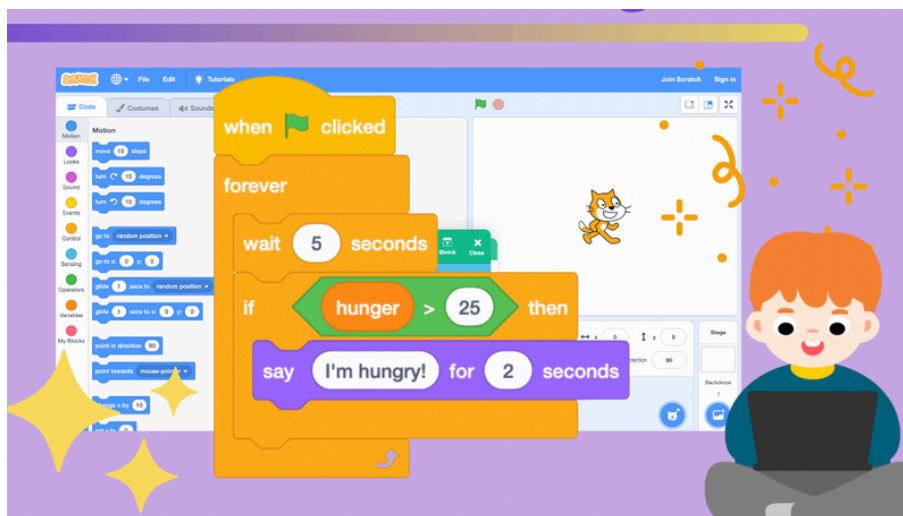 SCRATCH File Edit Tutorials Join Scratch Sign in
Code Costumes Sounds
Motion
Motion
move 10 steps
Looks
turn 15 degrees
Sound
turn 15 degrees
Events
Control
go to random position
Sensing
go to x: 0 y: 0
Operators
glide 1 secs to random position
Variables
glide 1 secs to x: 0 y: 0
My Blocks
point in direction 90
point towards mouse-pointer
change x by 10
when clicked
forever
wait 5 seconds
if hunger > 25 then
say I'm hungry! for 2 seconds
Shrink Close
x 0 y 0
Stage
90
Backdrops
1